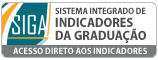 SIGA
SISTEMA INTEGRADO DE
INDICADORES
DA GRADUAÇÃO
ACESSO DIRETO AOS INDICADORES